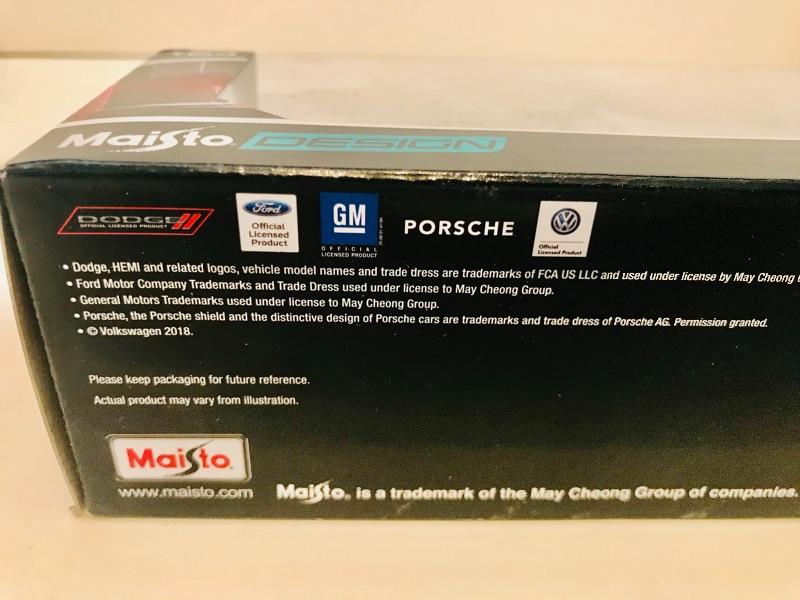 Maisto DESIGN
DODGE
OFFICIAL LICENSED PRODUCT
Ford
Official
Licensed
Product
GM
OFFICIAL
LICENSED PRODUCT
PORSCHE
Official
Licensed Product
• Dodge, HEMI and related logos, vehicle model names and trade dress are trademarks of FCA US LLC and used under license by May Cheong
• Ford Motor Company Trademarks and Trade Dress used under license to May Cheong Group.
• General Motors Trademarks used under license to May Cheong Group.
• Porsche, the Porsche shield and the distinctive design of Porsche cars are trademarks and trade dress of Porsche AG. Permission granted.
• © Volkswagen 2018.
Please keep packaging for future reference.
Actual product may vary from illustration.
Maisto
www.maisto.com
Maisto. is a trademark of the May Cheong Group of companies.